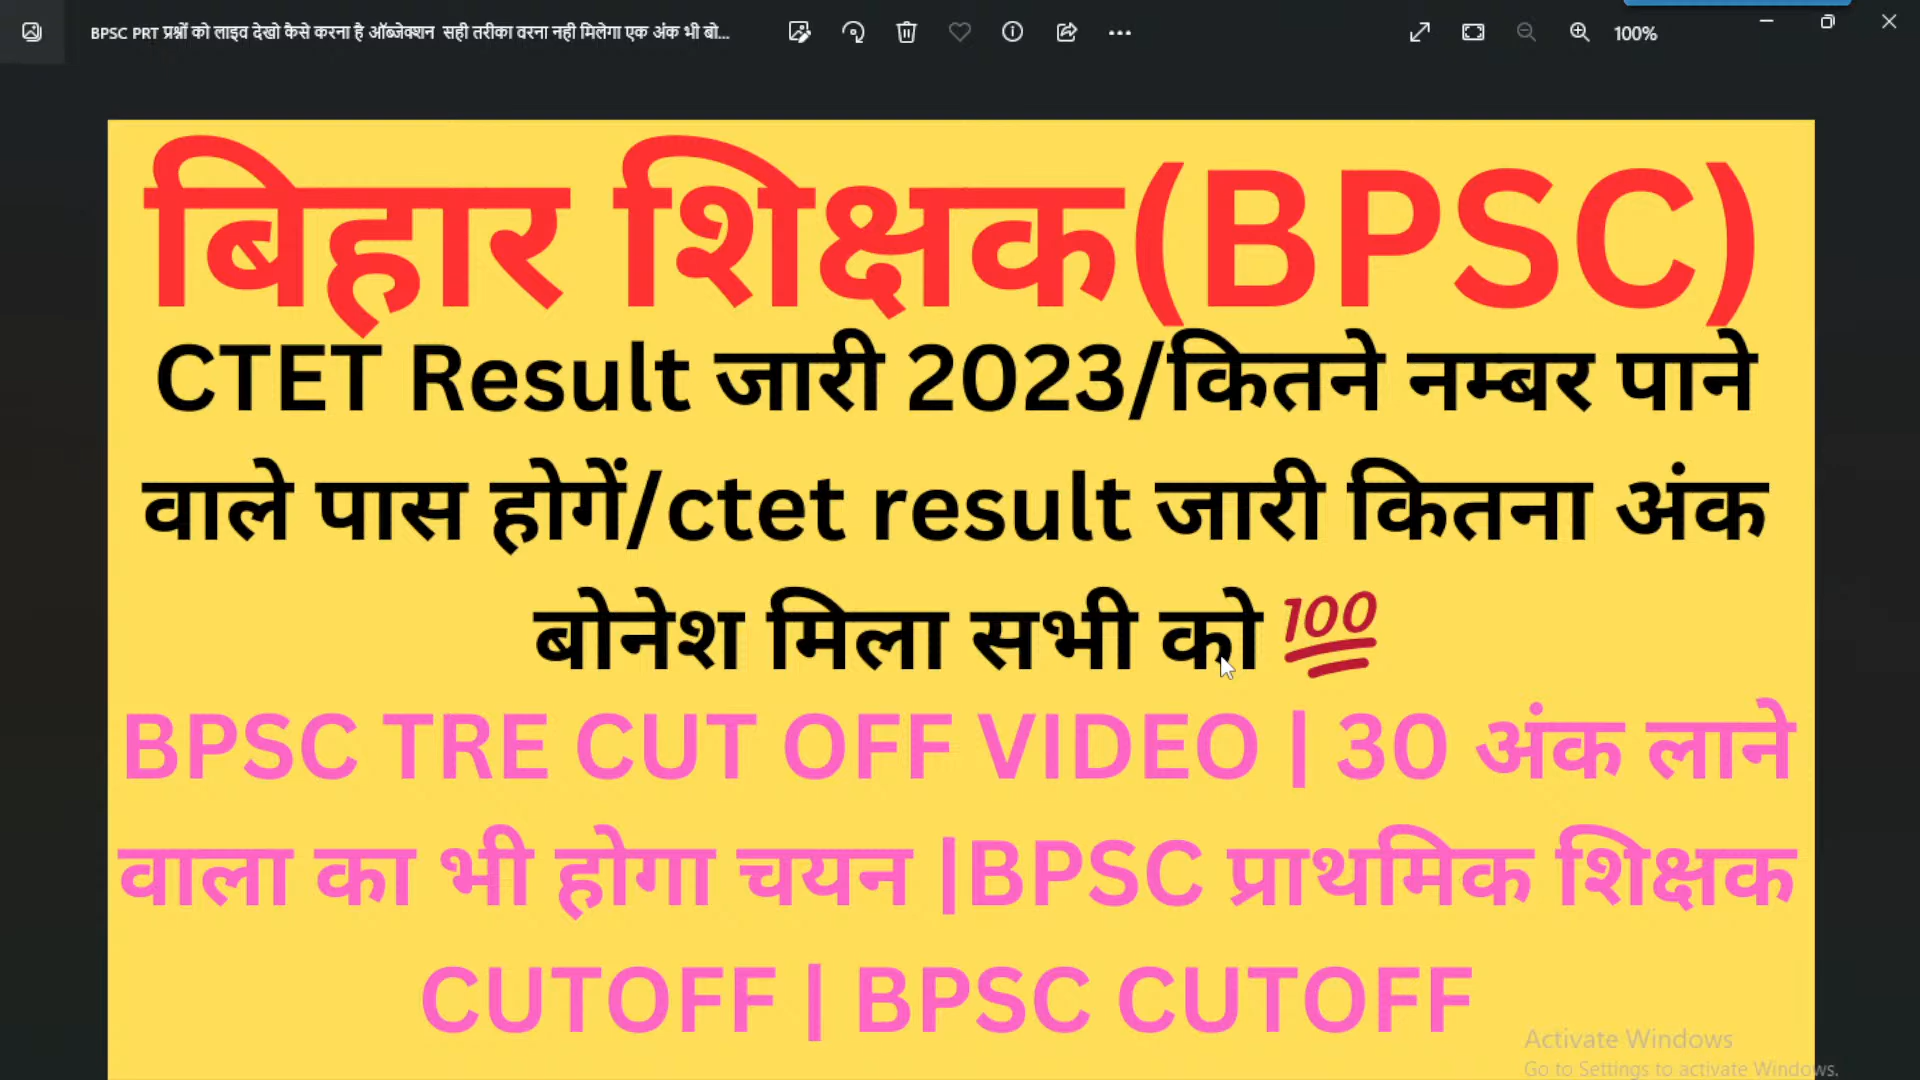 BPSC PRT प्रश्नों को लाइव देखो कैसे करना है ऑब्जेक्शन सही तरीका वरना नही मिलेगा एक अंक भी बो...
100%
बिहार शिक्षक(BPSC)
CTET Result जारी 2023/कितने नम्बर पाने
वाले पास होगें/ctet result जारी कितना अंक
बोनेश मिला सभी को 💯
BPSC TRE CUT OFF VIDEO | 30 अंक लाने
वाला का भी होगा चयन |BPSC प्राथमिक शिक्षक
CUTOFF | BPSC CUTOFF
Activate Windows
Go to Settings to activate Windows.